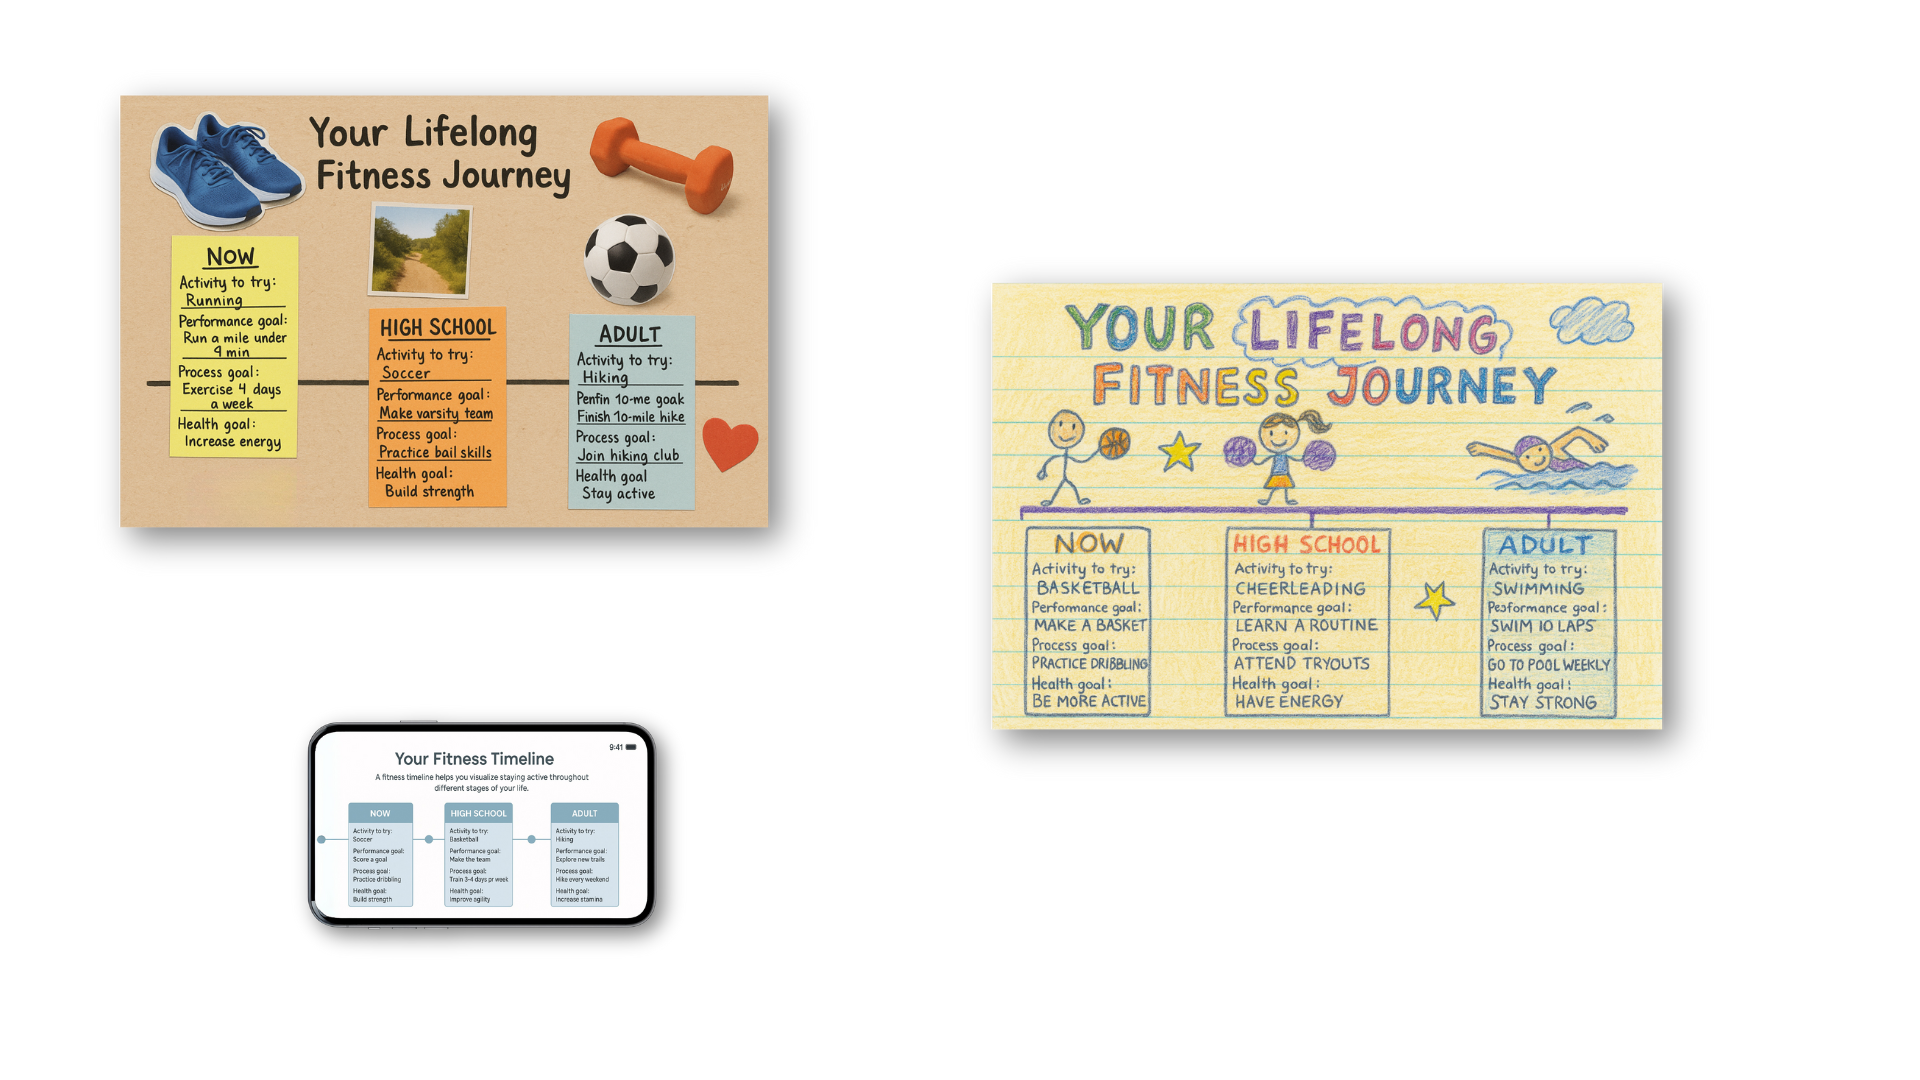 Your Lifelong
Fitness Journey
NOW
Activity to try:
Running
Performance goal:
Run a mile under
9 min
Process goal:
Exercise 4 days
a week
Health goal:
Increase energy
HIGH SCHOOL
Activity to try:
Soccer
Performance goal:
Make varsity team
Process goal:
Practice bail skills
Health goal:
Build strength
ADULT
Activity to try:
Hiking
Penfin 10-me goak
Finish 10-mile hike
Process goal:
Join hiking club
Health goal
Stay active
YOUR LIFELONG
FITNESS JOURNEY
NOW
Activity to try:
BASKETBALL
Performance goal:
MAKE A BASKET
Process goal:
PRACTICE DRIBBLING
Health goal:
BE MORE ACTIVE
HIGH SCHOOL
Activity to try:
CHEERLEADING
Performance goal:
LEARN A ROUTINE
Process goal:
ATTEND TRYOUTS
Health goal:
HAVE ENERGY
ADULT
Activity to try:
SWIMMING
Pesformance goal:
SWIM 10 LAPS
Process goal:
GO TO POOL WEEKLY
Health goal:
STAY STRONG
9:41
Your Fitness Timeline
A fitness timeline helps you visualize staying active throughout
different stages of your life.
NOW
Activity to try:
Soccer
Performance goal:
Score a goal
Process goal:
Practice dribbling
Health goal:
Build strength
HIGH SCHOOL
Activity to try:
Basketball
Performance goal:
Make the team
Process goal:
Train 3-4 days pr week
Health goal:
Improve agility
ADULT
Activity to try:
Hiking
Performance goal:
Explore new trails
Process goal:
Hike every weekend
Health goal:
Increase stamina